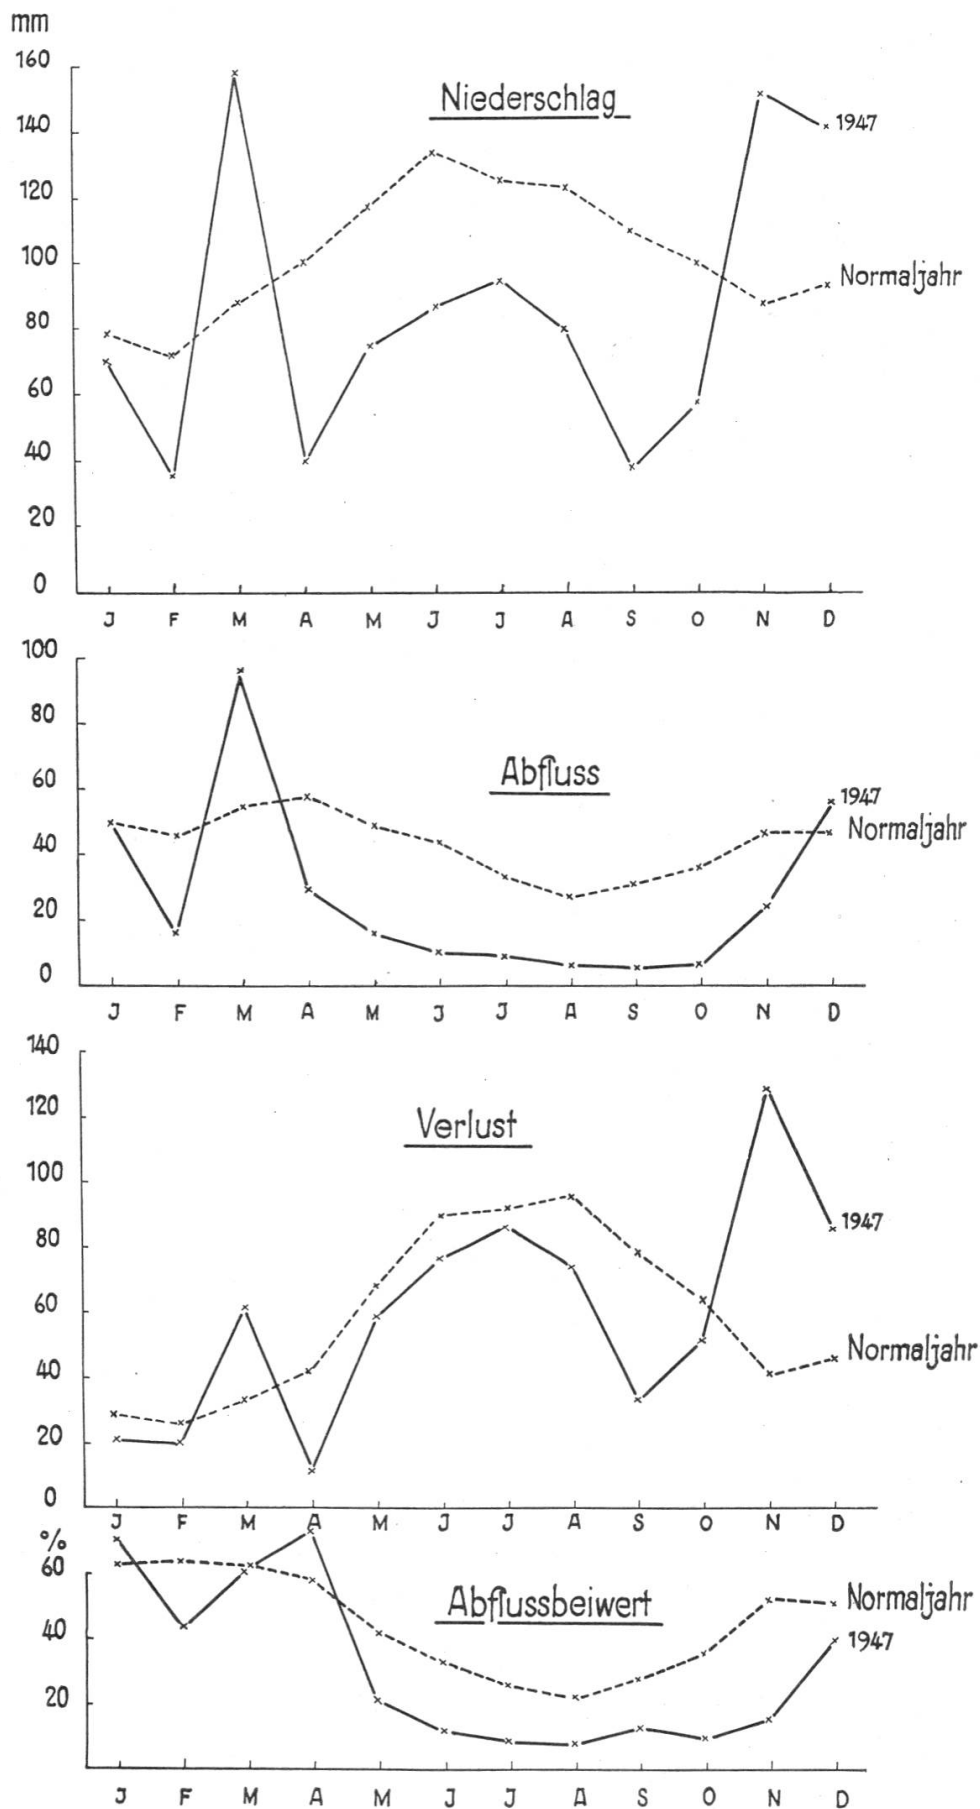 mm
160
Niederschlag
140
1947
120
100
Normaljahr
80
60
40
20
0
J F M A M J J A S O N D
100
80
Abfluss
60
1947
Normaljahr
40
20
0
J F M A M J J A S O N D
140
120
Verlust
100
1947
80
60
Normaljahr
40
20
0
J F M A M J J A S O N D
%
60
Abflussbeiwert
Normaljahr
40
1947
20
J F M A M J J A S O N D